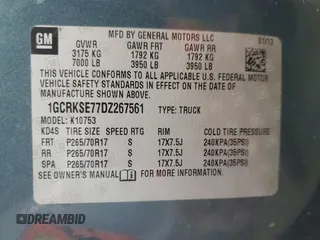 GM
MFD BY GENERAL MOTORS LLC
01/13
GVWR GAWR FRT GAWR RR
3175 KG 1792 KG 1792 KG
7000 LB 3950 LB 3950 LB
THIS VEHICLE CONFORMS TO ALL APPLICABLE U.S. FEDERAL MOTOR
VEHICLE SAFETY AND THEFT PREVENTION STANDARDS IN EFFECT ON THE DATE OF
MANUFACTURE SHOWN ABOVE.
1GCRKSE77DZ267561 TYPE: TRUCK
MODEL: K10753
KD4S TIRE SIZE SPEED RTG RIM COLD TIRE PRESSURE
FRT P265/70R17 S 17X7.5J 240KPA(35PSI)
RR P265/70R17 S 17X7.5J 240KPA(35PSI)
SPA P265/70R17 S 17X7.5J 240KPA(35PSI)
SEE OWNER'S MANUAL FOR MORE INFORMATION.
© DREAMBID